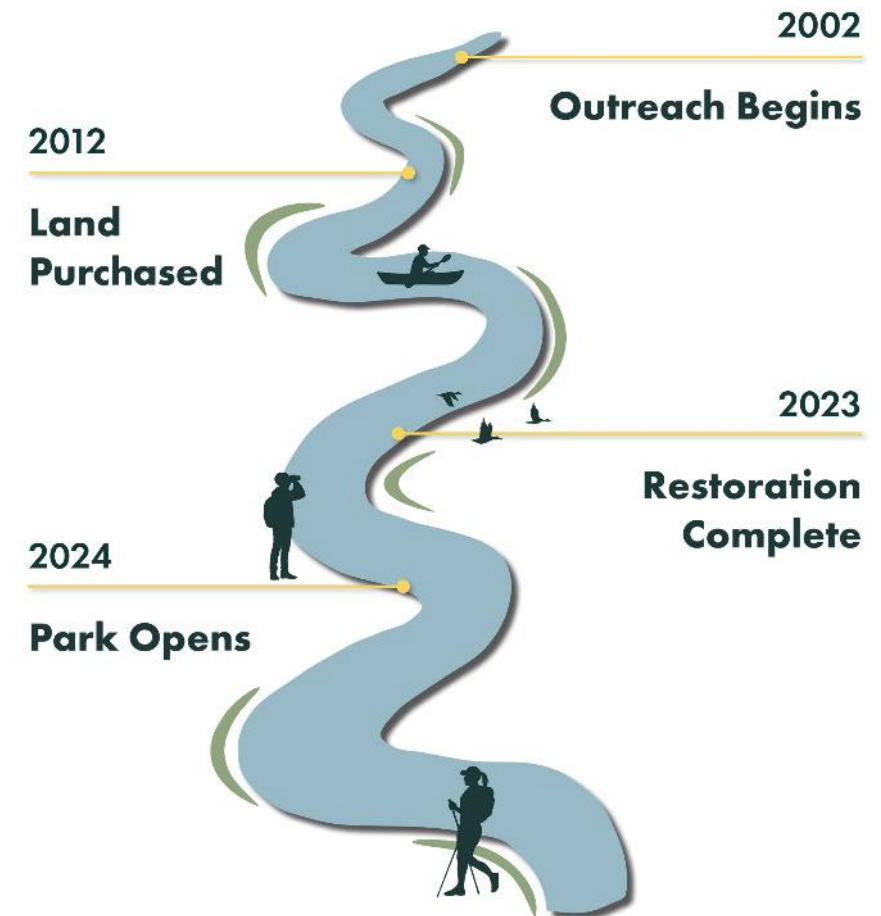 2002
Outreach Begins
2012
Land
Purchased
2023
Restoration
Complete
2024
Park Opens